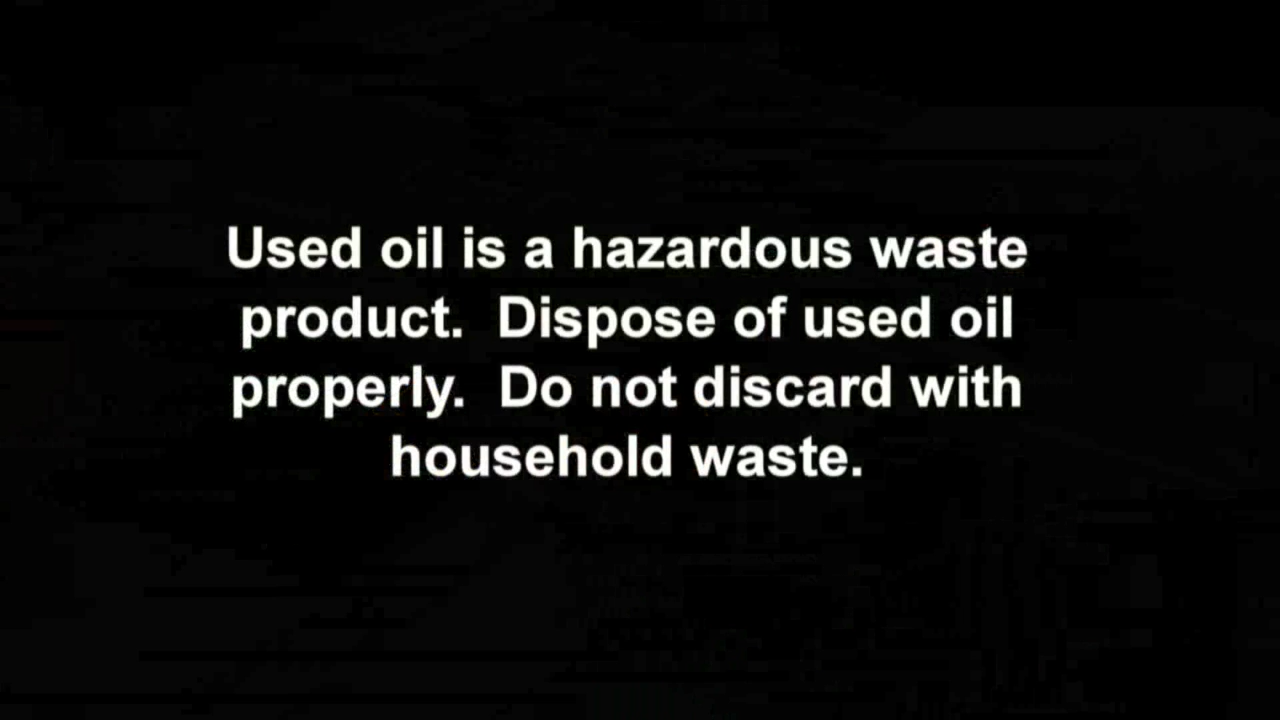 Used oil is a hazardous waste
product.  Dispose of used oil
properly.  Do not discard with
household waste.